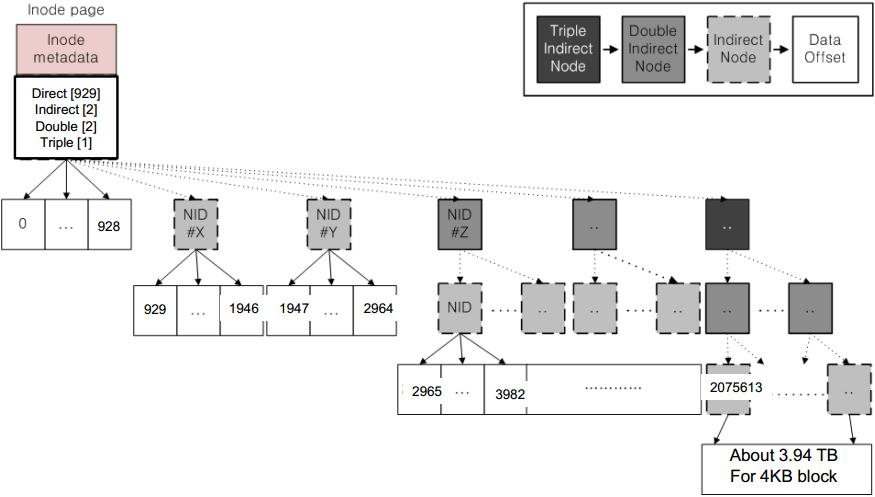 Inode page
Inode
metadata
Direct [929]
Indirect [2]
Double [2]
Triple [1]
Triple
Indirect
Node
Double
Indirect
Node
Indirect
Node
Data
Offset
0
...
928
NID
#X
NID
#Y
NID
#Z
..
..
929
...
1946
1947
...
2964
NID
......
..
..
......
..
..
......
..
2965
...
3982
............
2075613
............
..
About 3.94 TB
For 4KB block